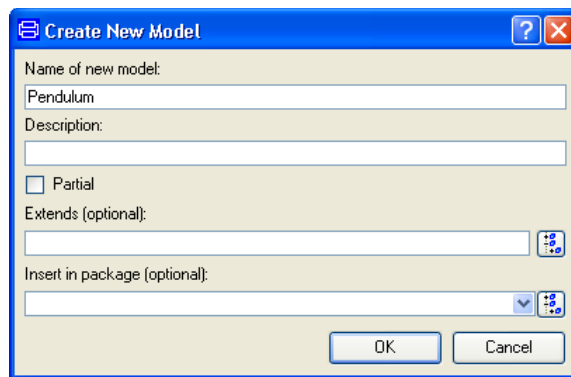 Create New Model
Name of new model:
Pendulum
Description:
Partial
Extends (optional):
Insert in package (optional):
OK
Cancel